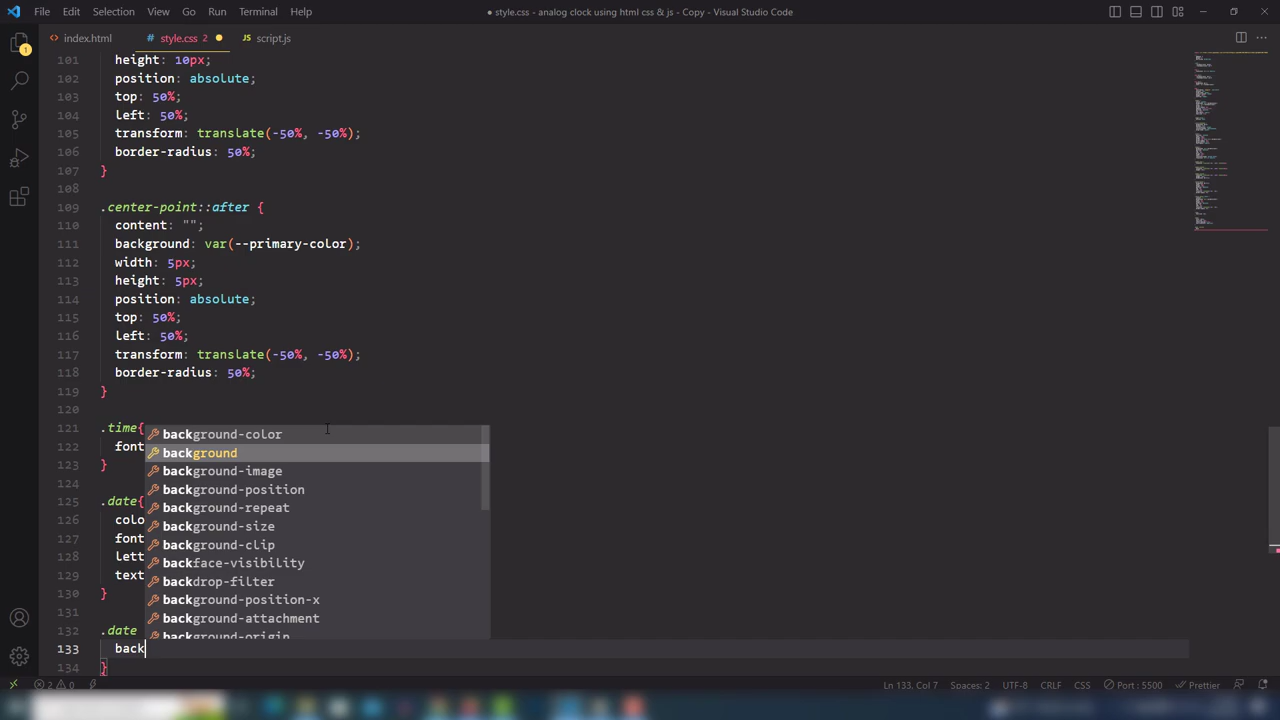 File Edit Selection View Go Run Terminal Help
● style.css - analog clock using html css & js - Copy - Visual Studio Code
index.html
# style.css 2
JS script.js
1
101 height: 10px;
102 position: absolute;
103 top: 50%;
104 left: 50%;
105 transform: translate(-50%, -50%);
106 border-radius: 50%;
107 }
108
109 .center-point::after {
110 content: "";
111 background: var(--primary-color);
112 width: 5px;
113 height: 5px;
114 position: absolute;
115 top: 50%;
116 left: 50%;
117 transform: translate(-50%, -50%);
118 border-radius: 50%;
119 }
120
121 .time{
122 font
123 }
124
125 .date{
126 colo
127 font
128 lett
129 text
130 }
131
132 .date
133 back
134 }
background-color
background
background-image
background-position
background-repeat
background-size
background-clip
backface-visibility
backdrop-filter
background-position-x
background-attachment
background-origin
2 0
Ln 133, Col 7 Spaces: 2 UTF-8 CRLF CSS Port : 5500 Prettier